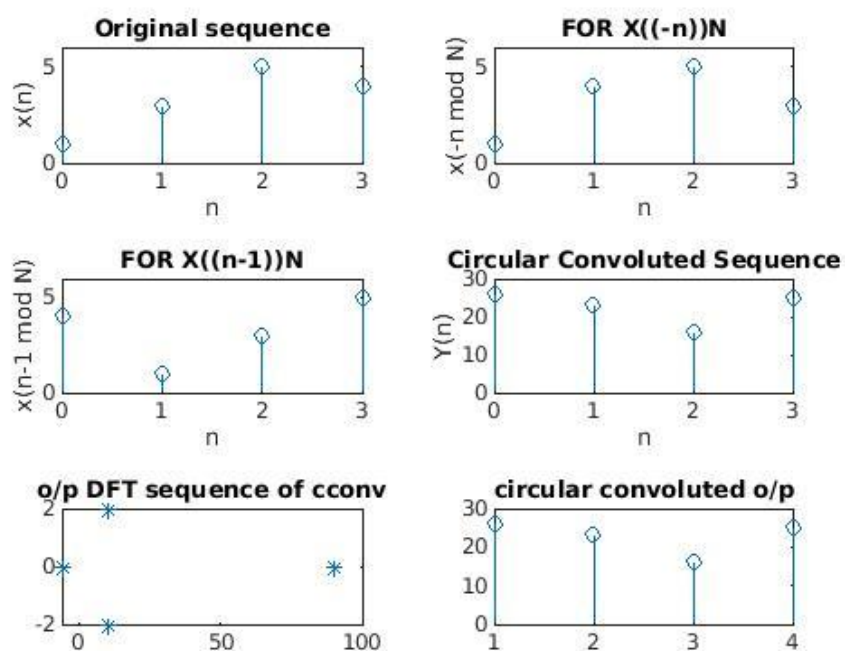 Original sequence
x(n)
5
0
0 1 2 3
n
FOR X((-n))N
x(-n mod N)
5
0
0 1 2 3
n
FOR X((n-1))N
x(n-1 mod N)
5
0
0 1 2 3
n
Circular Convoluted Sequence
Y(n)
30
20
10
0
0 1 2 3
n
o/p DFT sequence of cconv
2
0
-2
0 50 100
circular convoluted o/p
30
20
10
0
1 2 3 4